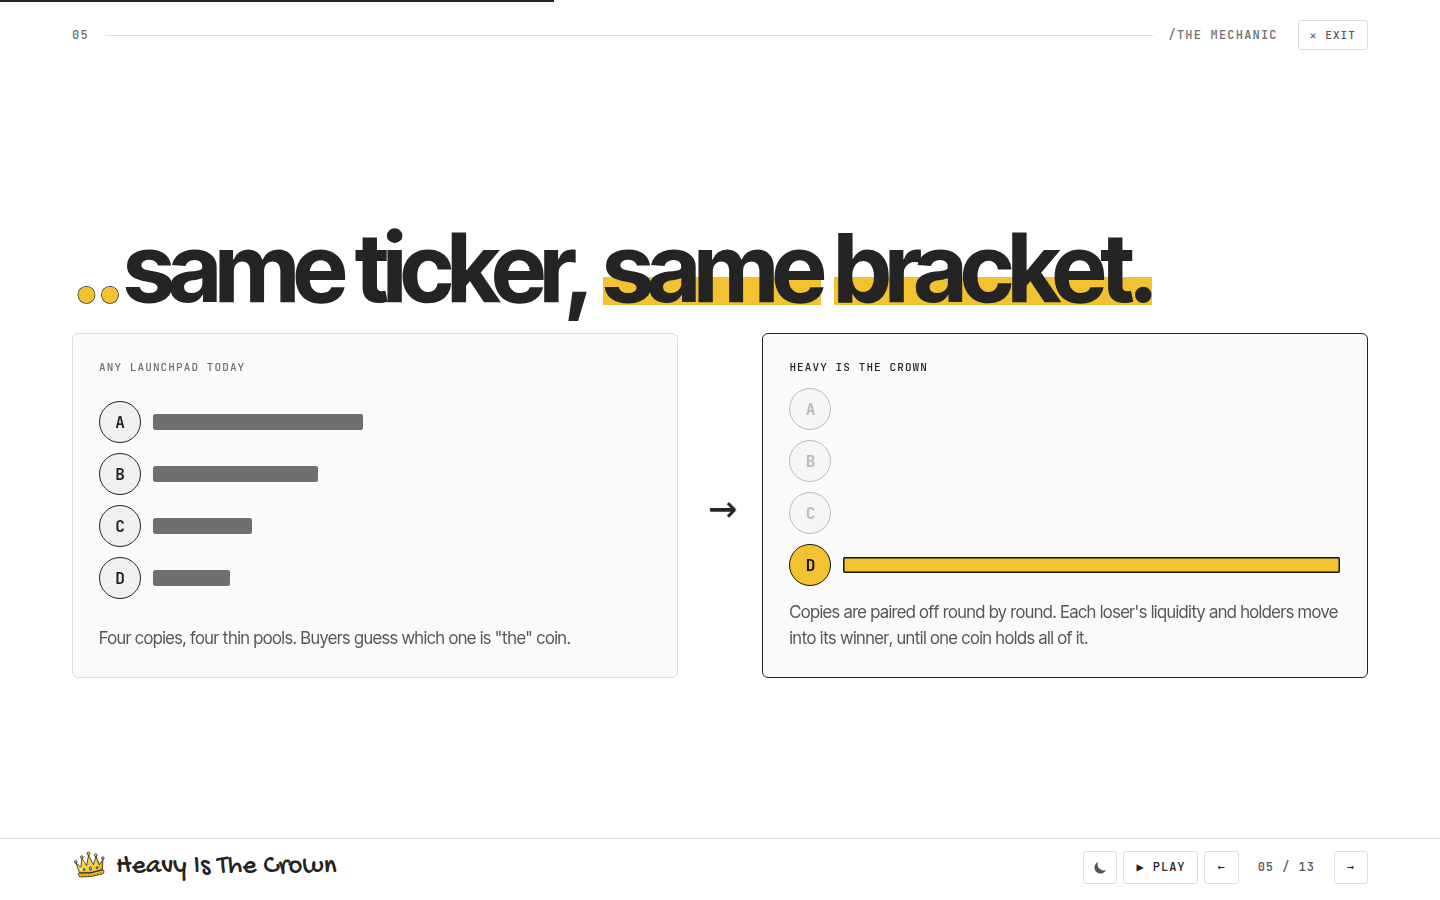 05
/THE MECHANIC
✕ EXIT
..same ticker, same bracket.
ANY LAUNCHPAD TODAY
A
B
C
D
Four copies, four thin pools. Buyers guess which one is "the" coin.
→
HEAVY IS THE CROWN
A
B
C
D
Copies are paired off round by round. Each loser's liquidity and holders move
into its winner, until one coin holds all of it.
Heavy Is The Crown
▶ PLAY
←
05 / 13
→